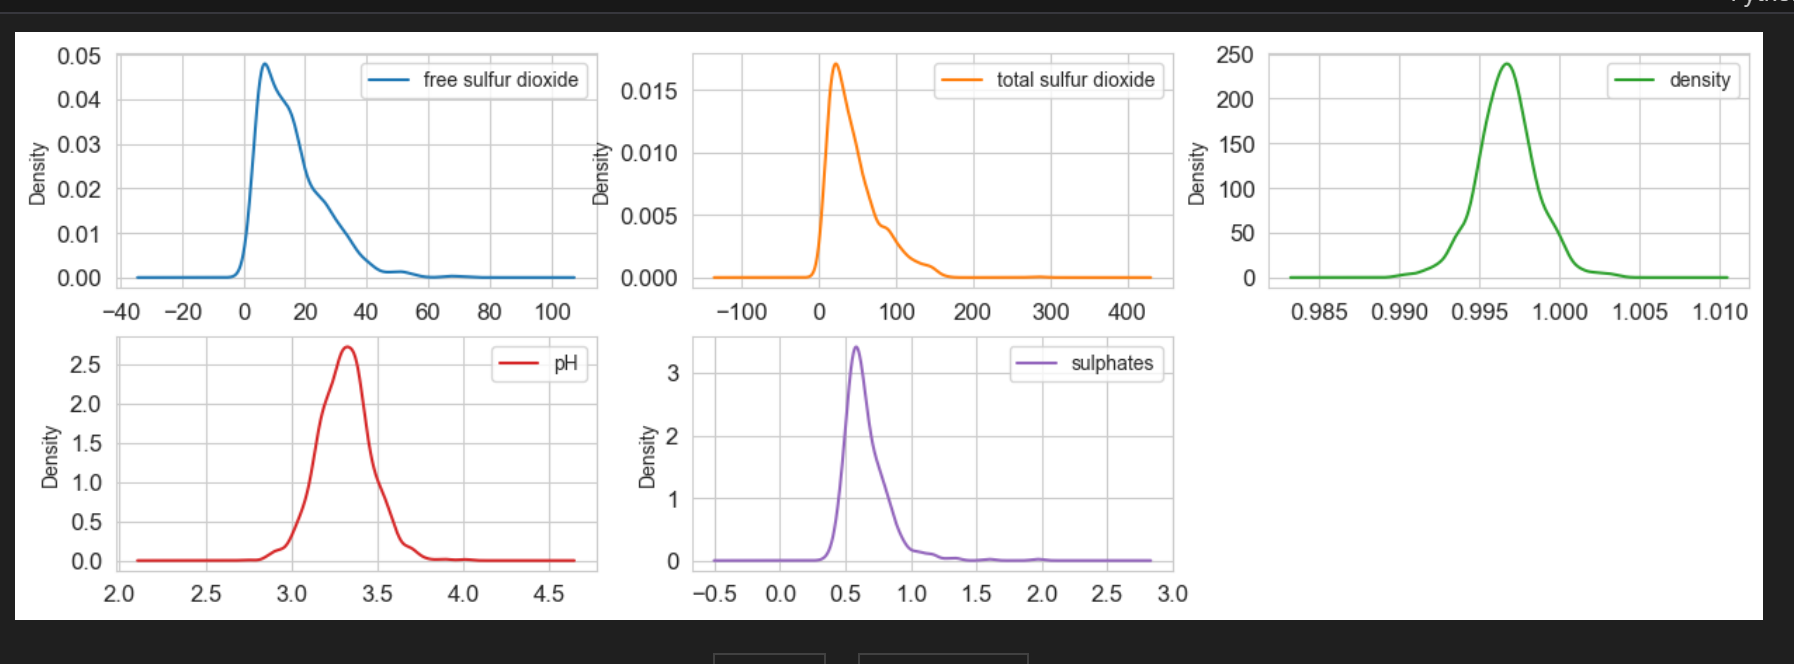 free sulfur dioxide
0.05
0.04
0.03
0.02
0.01
0.00
Density
−40 −20 0 20 40 60 80 100
total sulfur dioxide
0.015
0.010
0.005
0.000
Density
−100 0 100 200 300 400
density
250
200
150
100
50
0
Density
0.985 0.990 0.995 1.000 1.005 1.010
pH
2.5
2.0
1.5
1.0
0.5
0.0
Density
2.0 2.5 3.0 3.5 4.0 4.5
sulphates
3
2
1
0
Density
−0.5 0.0 0.5 1.0 1.5 2.0 2.5 3.0